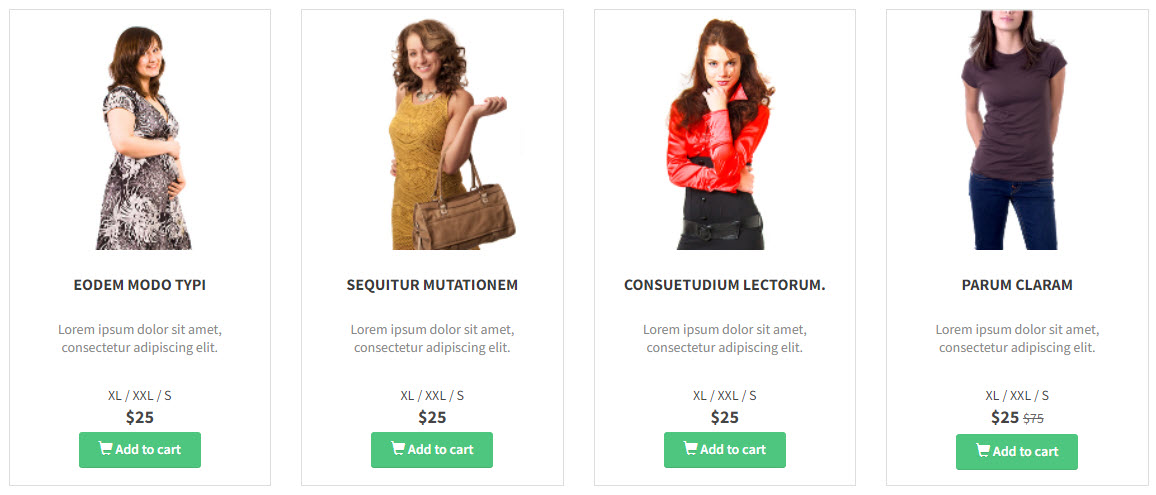 EODEM MODO TYPI
Lorem ipsum dolor sit amet,
consectetur adipiscing elit.
XL / XXL / S
$25
Add to cart
SEQUITUR MUTATIONEM
Lorem ipsum dolor sit amet,
consectetur adipiscing elit.
XL / XXL / S
$25
Add to cart
CONSUETUDIUM LECTORUM.
Lorem ipsum dolor sit amet,
consectetur adipiscing elit.
XL / XXL / S
$25
Add to cart
PARUM CLARAM
Lorem ipsum dolor sit amet,
consectetur adipiscing elit.
XL / XXL / S
$25 $75
Add to cart